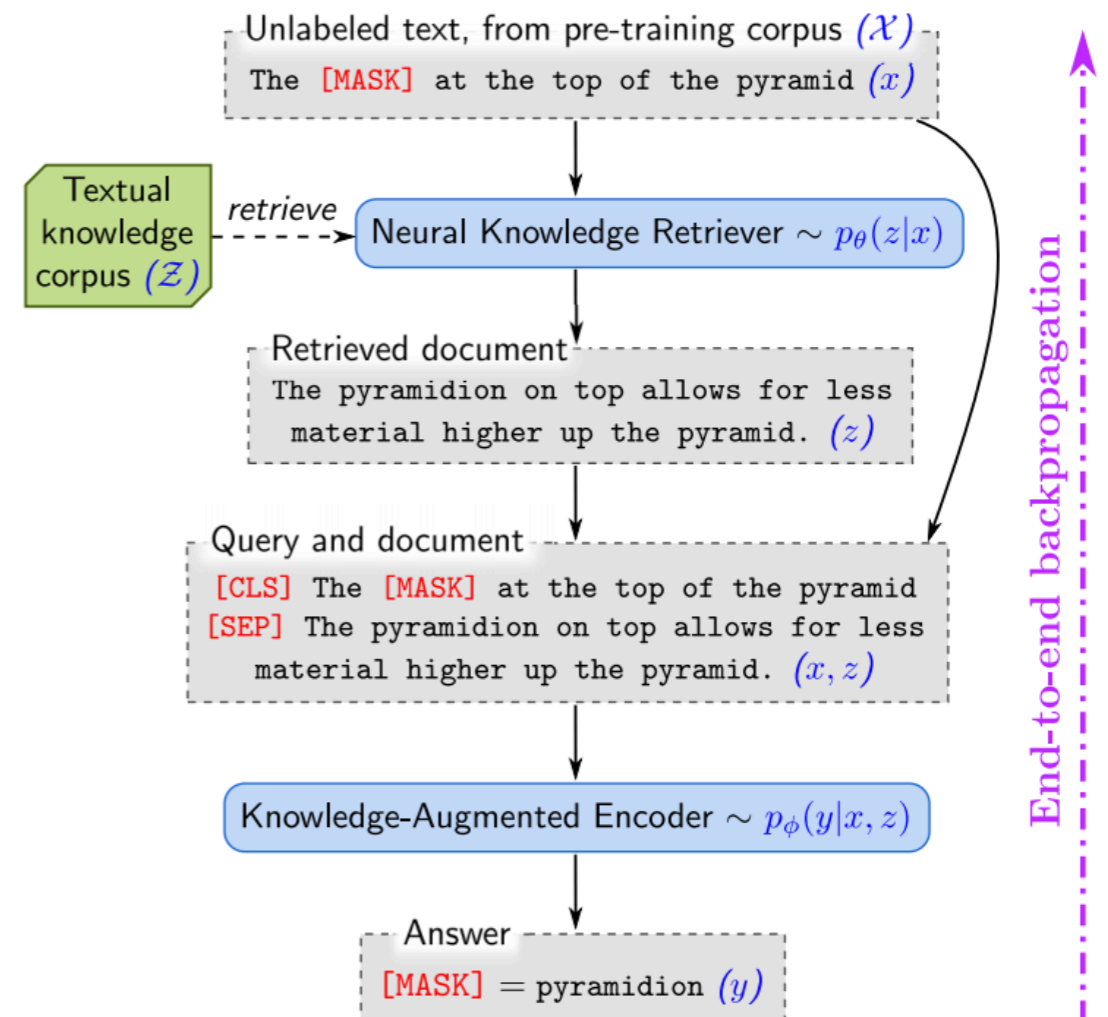 Unlabeled text, from pre-training corpus (𝒳)
The [MASK] at the top of the pyramid (x)
Textual
knowledge
corpus (𝒵)
retrieve
Neural Knowledge Retriever ∼ pθ(z|x)
Retrieved document
The pyramidion on top allows for less
material higher up the pyramid. (z)
Query and document
[CLS] The [MASK] at the top of the pyramid
[SEP] The pyramidion on top allows for less
material higher up the pyramid. (x, z)
Knowledge-Augmented Encoder ∼ pϕ(y|x, z)
Answer
[MASK] = pyramidion (y)
End-to-end backpropagation